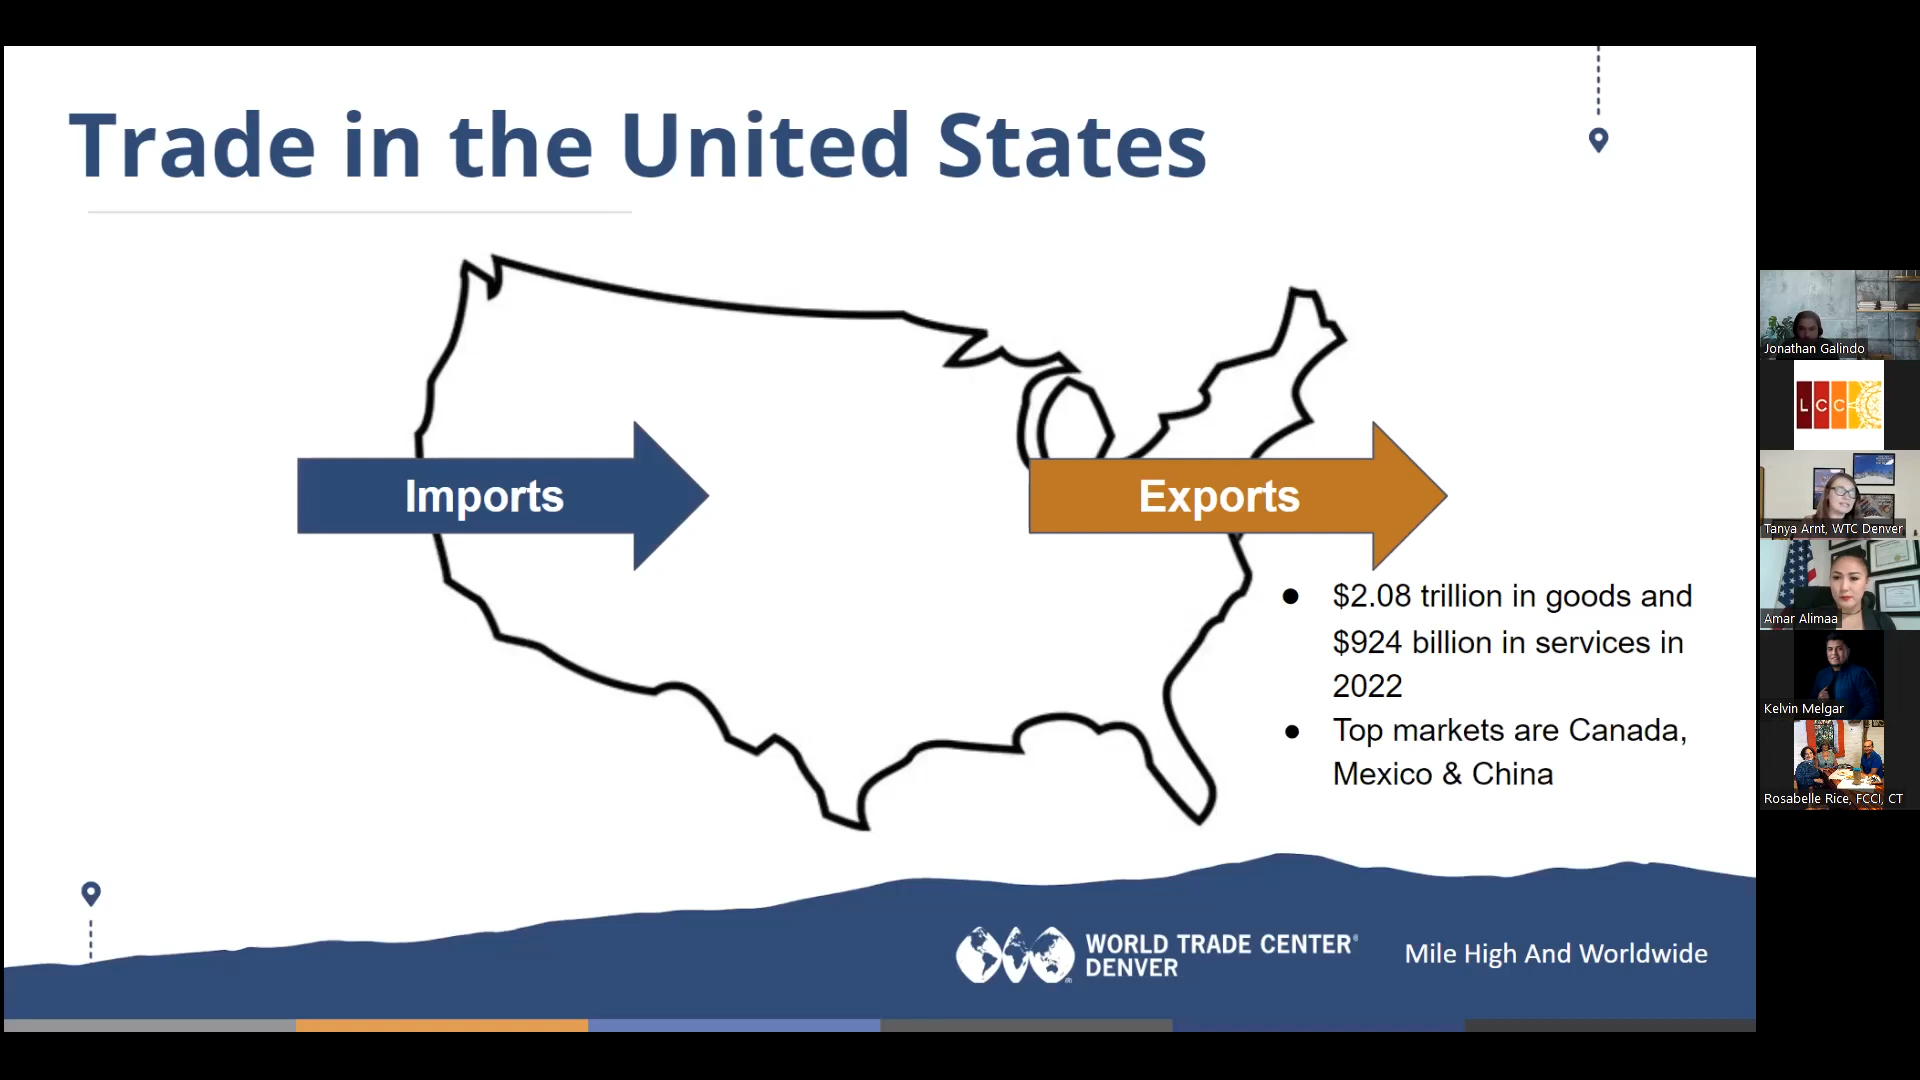 Trade in the United States
Imports
Exports
● $2.08 trillion in goods and
$924 billion in services in
2022
● Top markets are Canada,
Mexico & China
WORLD TRADE CENTER®
DENVER
Mile High And Worldwide
Jonathan Galindo
LCCC
Tanya Arnt, WTC Denver
Amar Alimaa
Kelvin Melgar
Rosabelle Rice, FCCI, CT